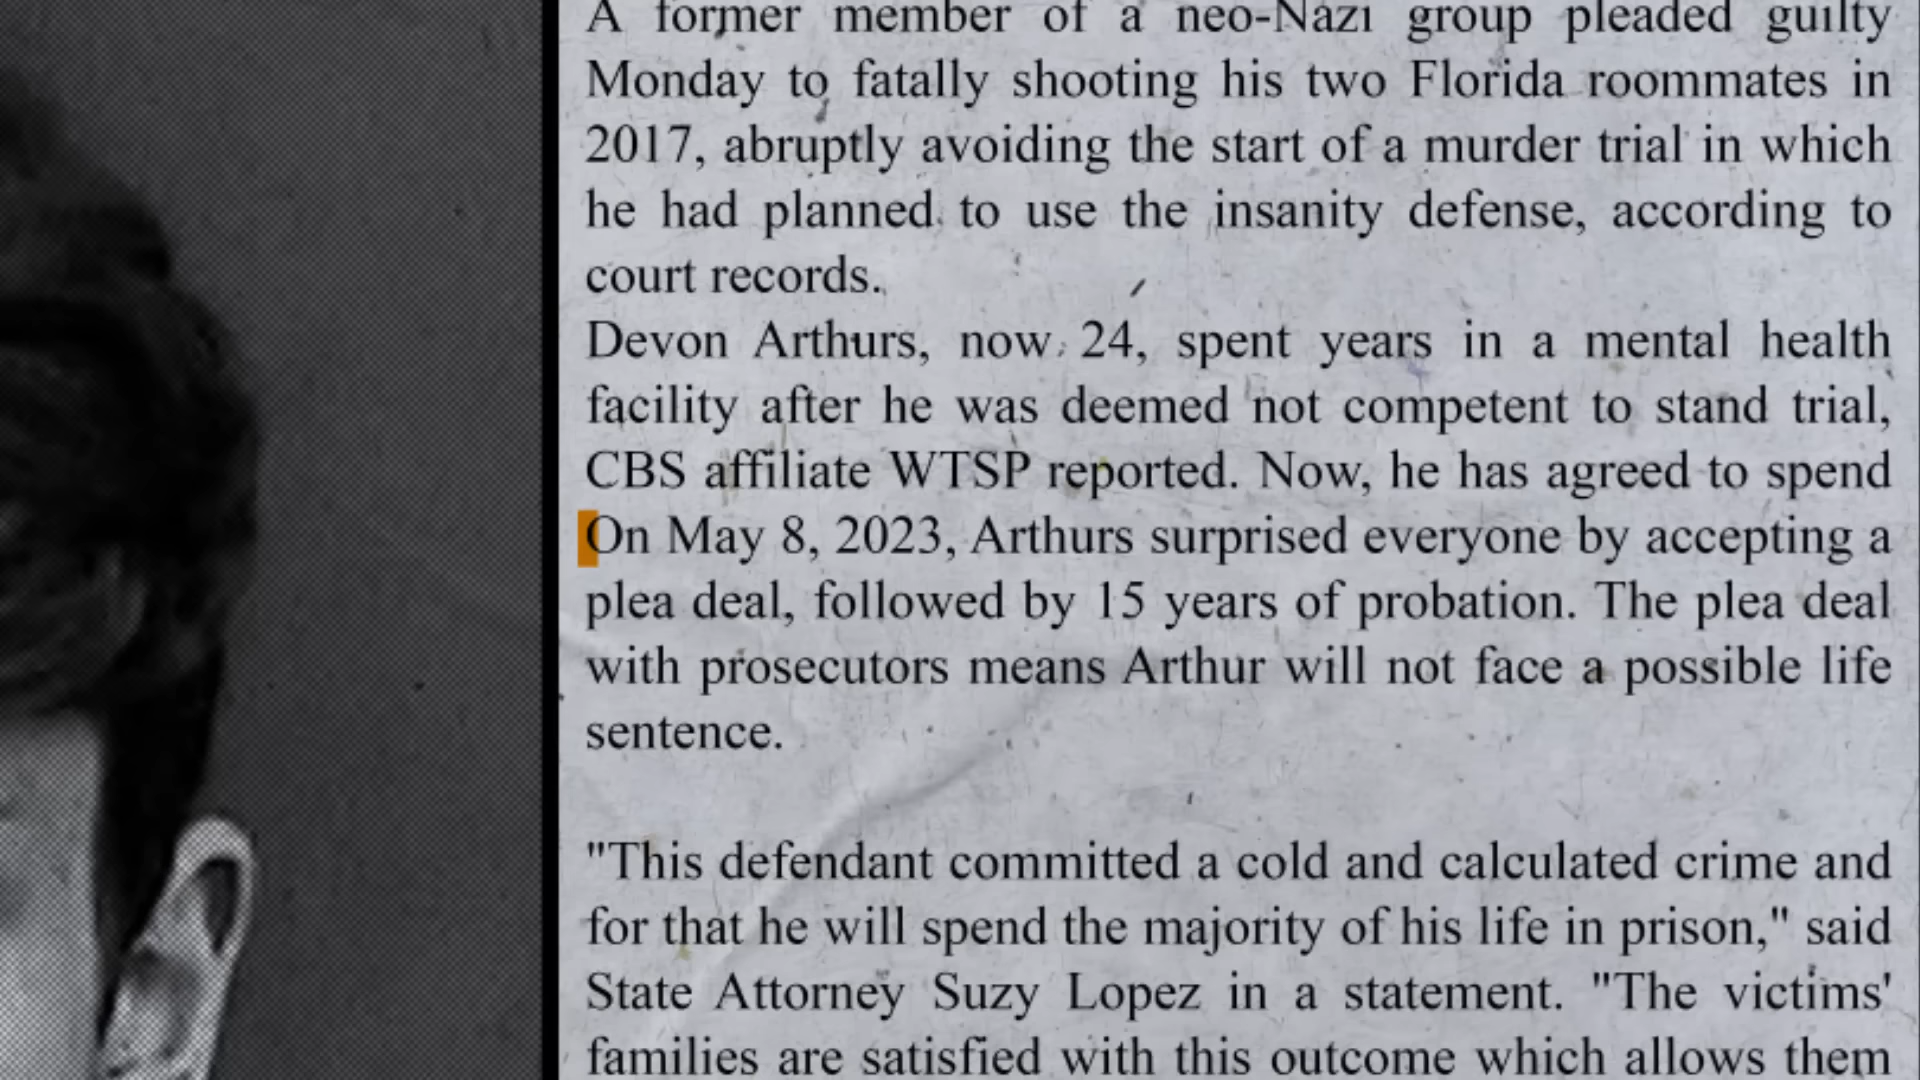 A former member of a neo-Nazi group pleaded guilty
Monday to fatally shooting his two Florida roommates in
2017, abruptly avoiding the start of a murder trial in which
he had planned to use the insanity defense, according to
court records.
Devon Arthurs, now 24, spent years in a mental health
facility after he was deemed not competent to stand trial,
CBS affiliate WTSP reported. Now, he has agreed to spend
On May 8, 2023, Arthurs surprised everyone by accepting a
plea deal, followed by 15 years of probation. The plea deal
with prosecutors means Arthur will not face a possible life
sentence.
"This defendant committed a cold and calculated crime and
for that he will spend the majority of his life in prison," said
State Attorney Suzy Lopez in a statement. "The victims'
families are satisfied with this outcome which allows them